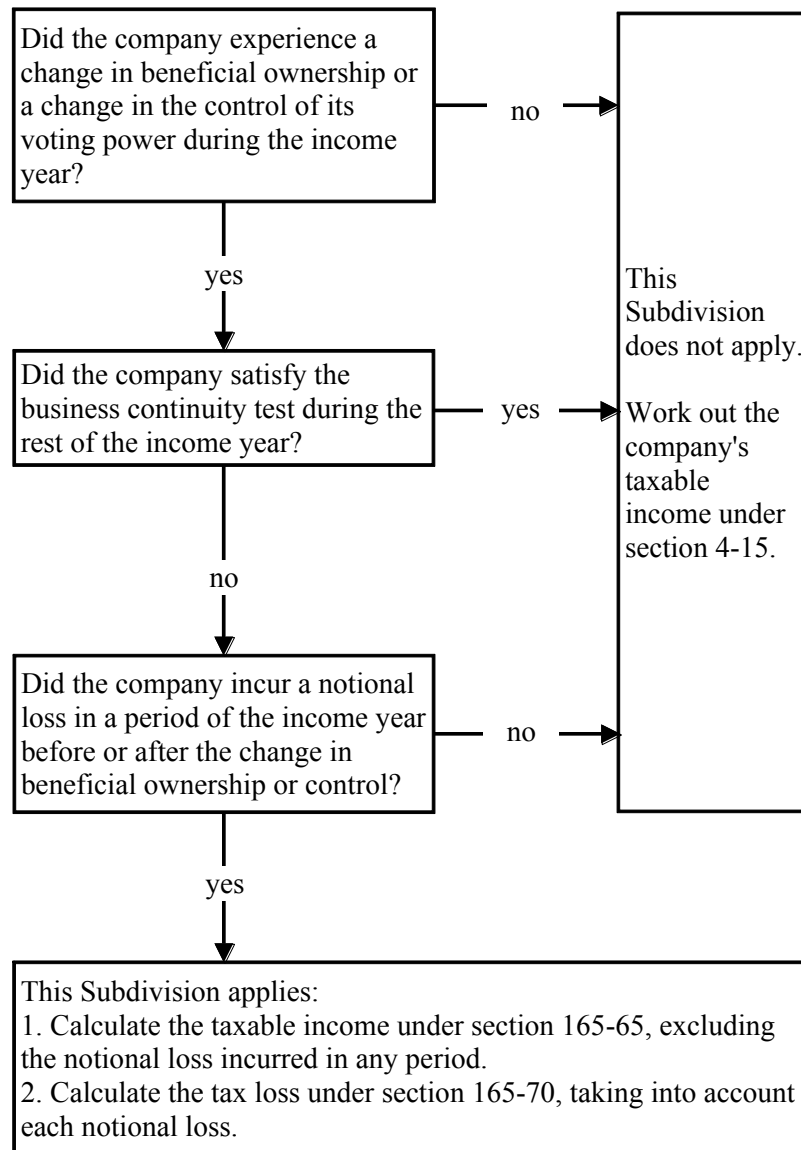 Did the company experience a
change in beneficial ownership or
a change in the control of its
voting power during the income
year?
no
yes
This
Subdivision
does not apply.
Work out the
company's
taxable
income under
section 4-15.
Did the company satisfy the
business continuity test during the
rest of the income year?
yes
no
Did the company incur a notional
loss in a period of the income year
before or after the change in
beneficial ownership or control?
no
yes
This Subdivision applies:
1. Calculate the taxable income under section 165-65, excluding
the notional loss incurred in any period.
2. Calculate the tax loss under section 165-70, taking into account
each notional loss.